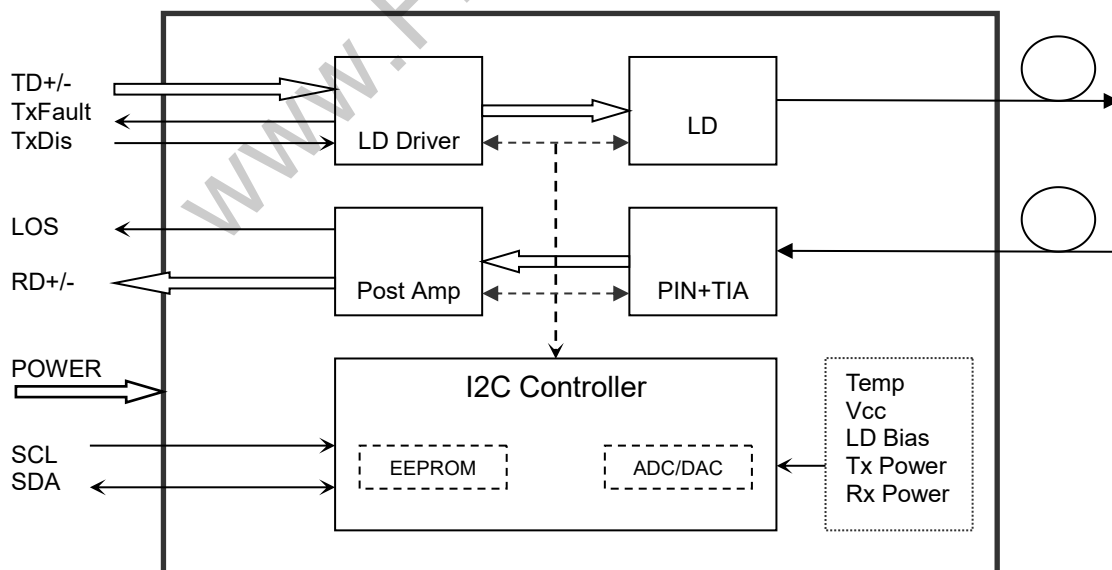 TD+/-
TxFault
TxDis
LD Driver
LD
LOS
RD+/-
Post Amp
PIN+TIA
POWER
I2C Controller
SCL
SDA
EEPROM
ADC/DAC
Temp
Vcc
LD Bias
Tx Power
Rx Power
www.